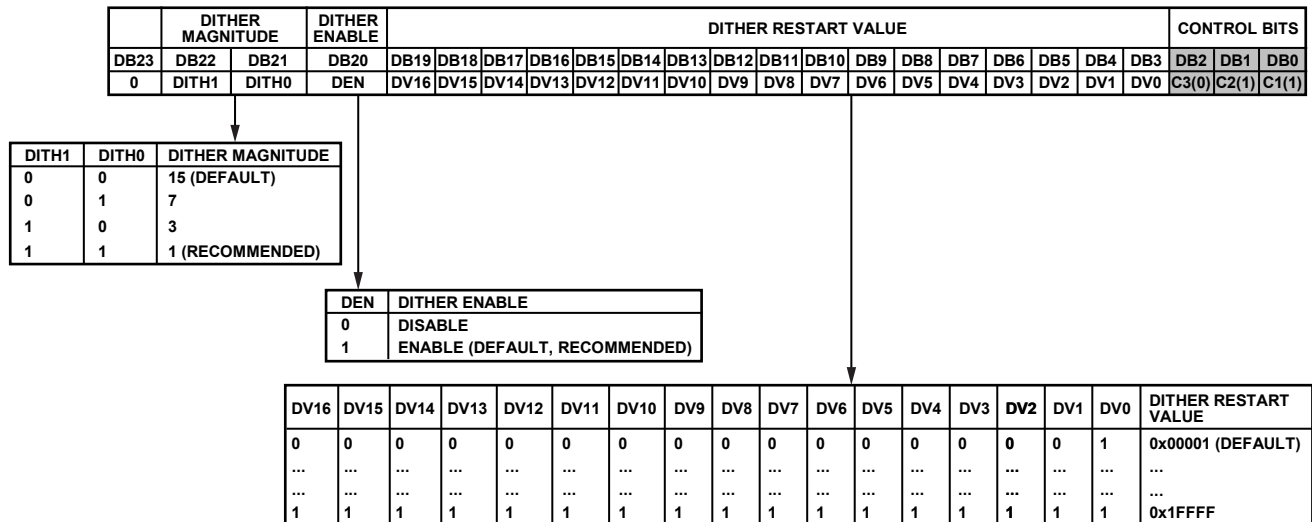 DITHER MAGNITUDE DITHER ENABLE DITHER RESTART VALUE CONTROL BITS
DB23 DB22 DB21 DB20 DB19 DB18 DB17 DB16 DB15 DB14 DB13 DB12 DB11 DB10 DB9 DB8 DB7 DB6 DB5 DB4 DB3 DB2 DB1 DB0
0 DITH1 DITH0 DEN DV16 DV15 DV14 DV13 DV12 DV11 DV10 DV9 DV8 DV7 DV6 DV5 DV4 DV3 DV2 DV1 DV0 C3(0) C2(1) C1(1)
DITH1 DITH0 DITHER MAGNITUDE
0 0 15 (DEFAULT)
0 1 7
1 0 3
1 1 1 (RECOMMENDED)
DEN DITHER ENABLE
0 DISABLE
1 ENABLE (DEFAULT, RECOMMENDED)
DV16 DV15 DV14 DV13 DV12 DV11 DV10 DV9 DV8 DV7 DV6 DV5 DV4 DV3 DV2 DV1 DV0 DITHER RESTART VALUE
0 0 0 0 0 0 0 0 0 0 0 0 0 0 0 0 1 0x00001 (DEFAULT)
... ... ... ... ... ... ... ... ... ... ... ... ... ... ... ... ... ...
... ... ... ... ... ... ... ... ... ... ... ... ... ... ... ... ... ...
1 1 1 1 1 1 1 1 1 1 1 1 1 1 1 1 1 0x1FFFF